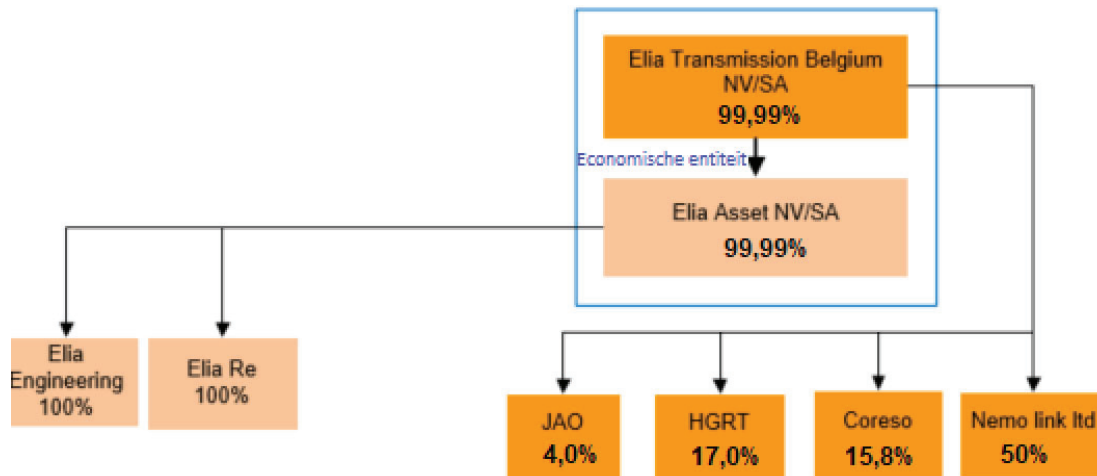 Elia Transmission Belgium
NV/SA
99,99%
Economische entiteit
Elia Asset NV/SA
99,99%
Elia
Engineering
100%
Elia Re
100%
JAO
4,0%
HGRT
17,0%
Coreso
15,8%
Nemo link ltd
50%